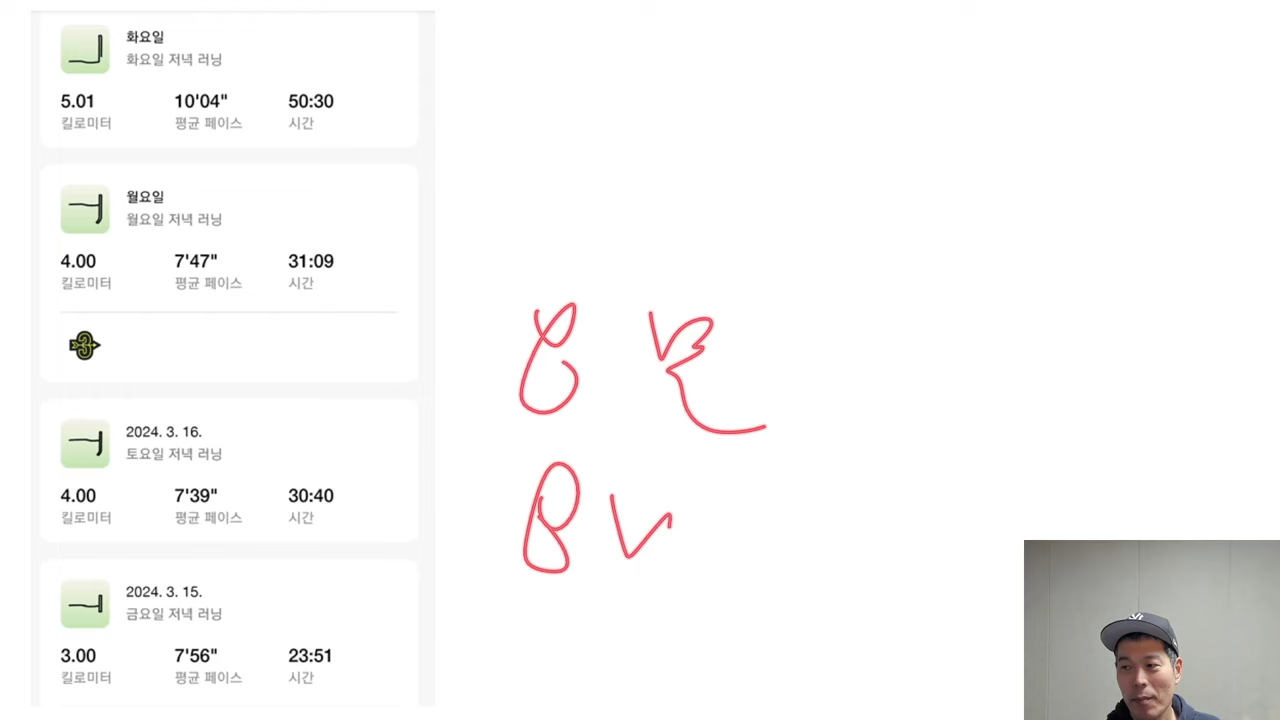 화요일
화요일 저녁 러닝
5.01 10'04" 50:30
킬로미터 평균 페이스 시간
월요일
월요일 저녁 러닝
4.00 7'47" 31:09
킬로미터 평균 페이스 시간
3
2024. 3. 16.
토요일 저녁 러닝
4.00 7'39" 30:40
킬로미터 평균 페이스 시간
2024. 3. 15.
금요일 저녁 러닝
3.00 7'56" 23:51
킬로미터 평균 페이스 시간